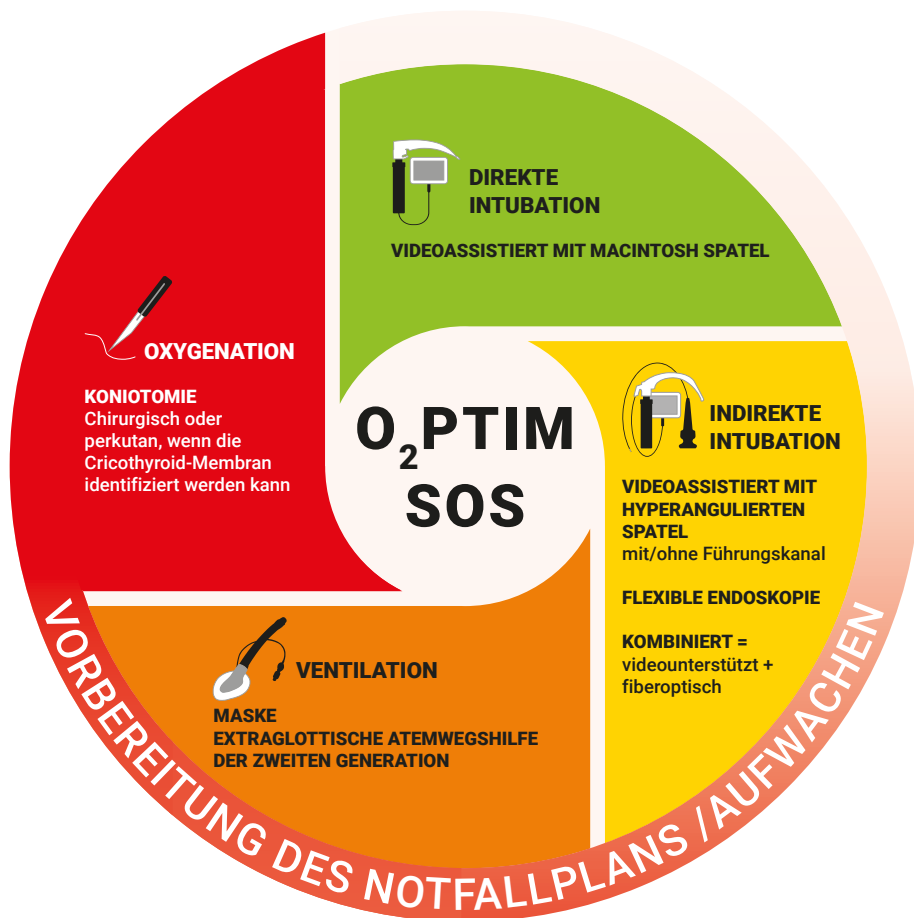 DIREKTE
INTUBATION
VIDEOASSISTIERT MIT MACINTOSH SPATEL
INDIREKTE
INTUBATION
VIDEOASSISTIERT MIT
HYPERANGULIERTEN
SPATEL
mit/ohne Führungskanal
FLEXIBLE ENDOSKOPIE
KOMBINIERT =
videounterstützt +
fiberoptisch
VENTILATION
MASKE
EXTRAGLOTTISCHE ATEMWEGSHILFE
DER ZWEITEN GENERATION
OXYGENATION
KONIOTOMIE
Chirurgisch oder
perkutan, wenn die
Cricothyroid-Membran
identifiziert werden kann
O₂PTIM
SOS
VORBEREITUNG DES NOTFALLPLANS /AUFWACHEN